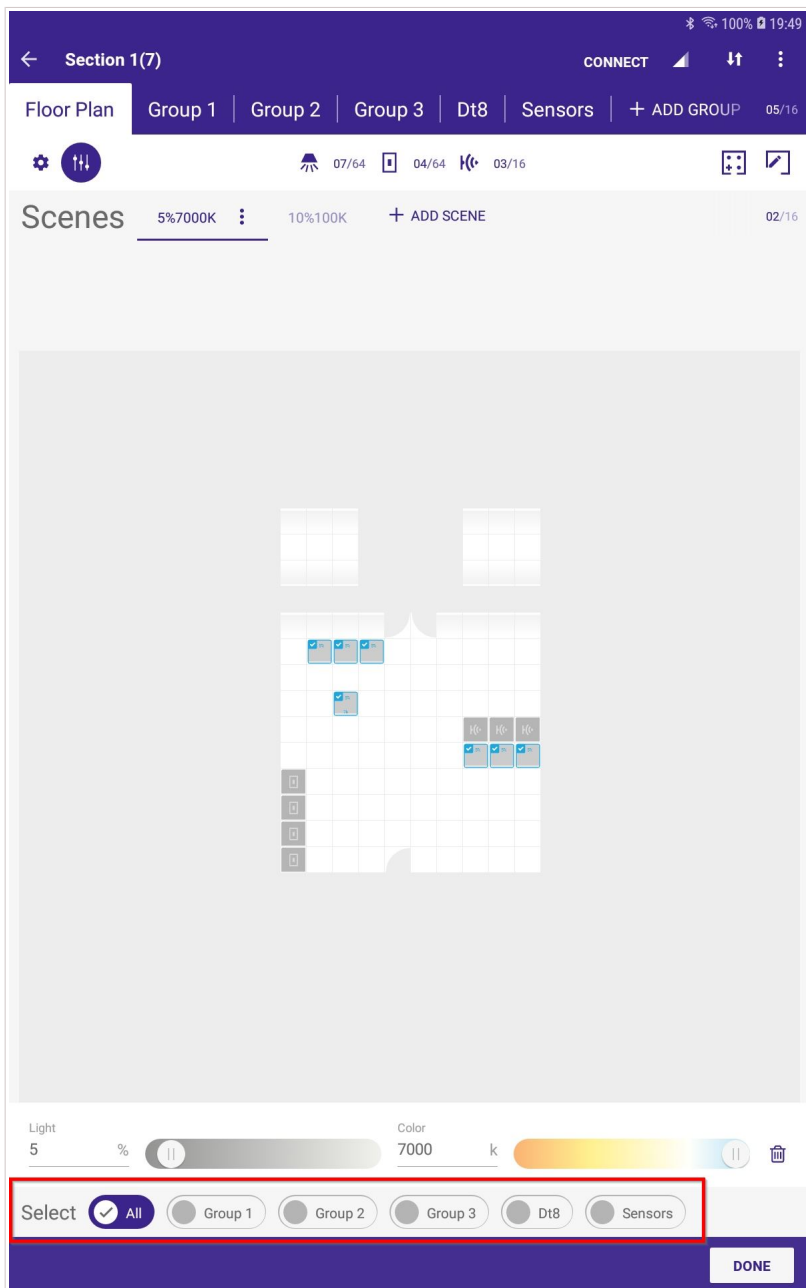 100% 19:49
Section 1(7) CONNECT
Floor Plan Group 1 Group 2 Group 3 Dt8 Sensors + ADD GROUP 05/16
07/64 04/64 03/16
Scenes 5%7000K 10%100K + ADD SCENE 02/16
Light Color
5 % 7000 k
Select All Group 1 Group 2 Group 3 Dt8 Sensors
DONE